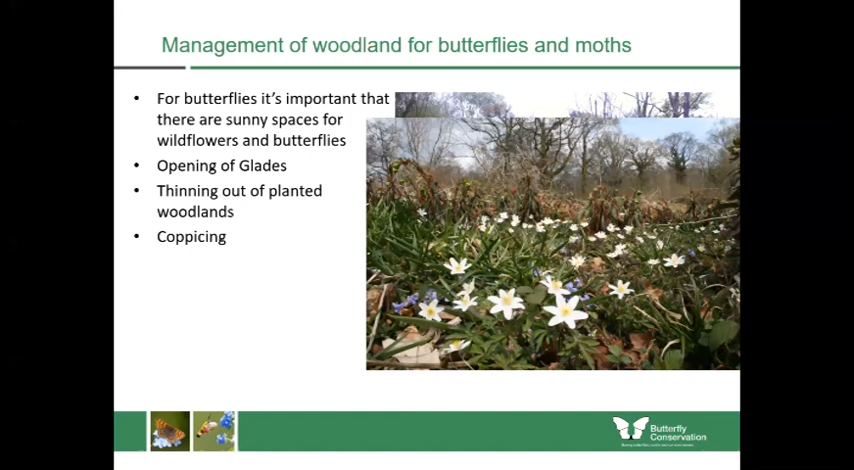 Management of woodland for butterflies and moths
For butterflies it's important that
there are sunny spaces for
wildflowers and butterflies
Opening of Glades
Thinning out of planted
woodlands
Coppicing
Butterfly
Conservation